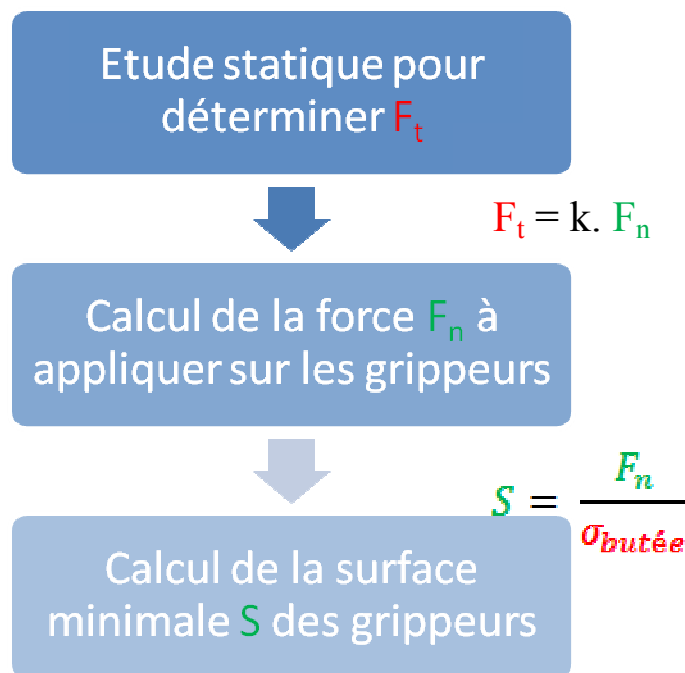 Etude statique pour
déterminer Ft
Ft = k. Fn
Calcul de la force Fn à
appliquer sur les grippeurs
S = Fn / σbutée
Calcul de la surface
minimale S des grippeurs